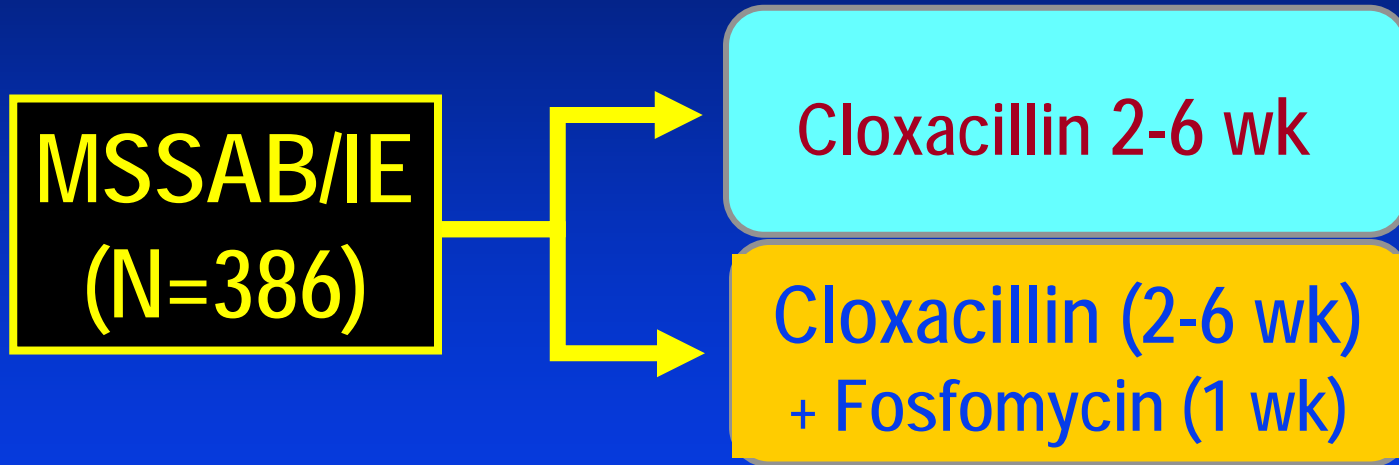 MSSAB/IE
(N=386)
Cloxacillin 2-6 wk
Cloxacillin (2-6 wk)
+ Fosfomycin (1 wk)